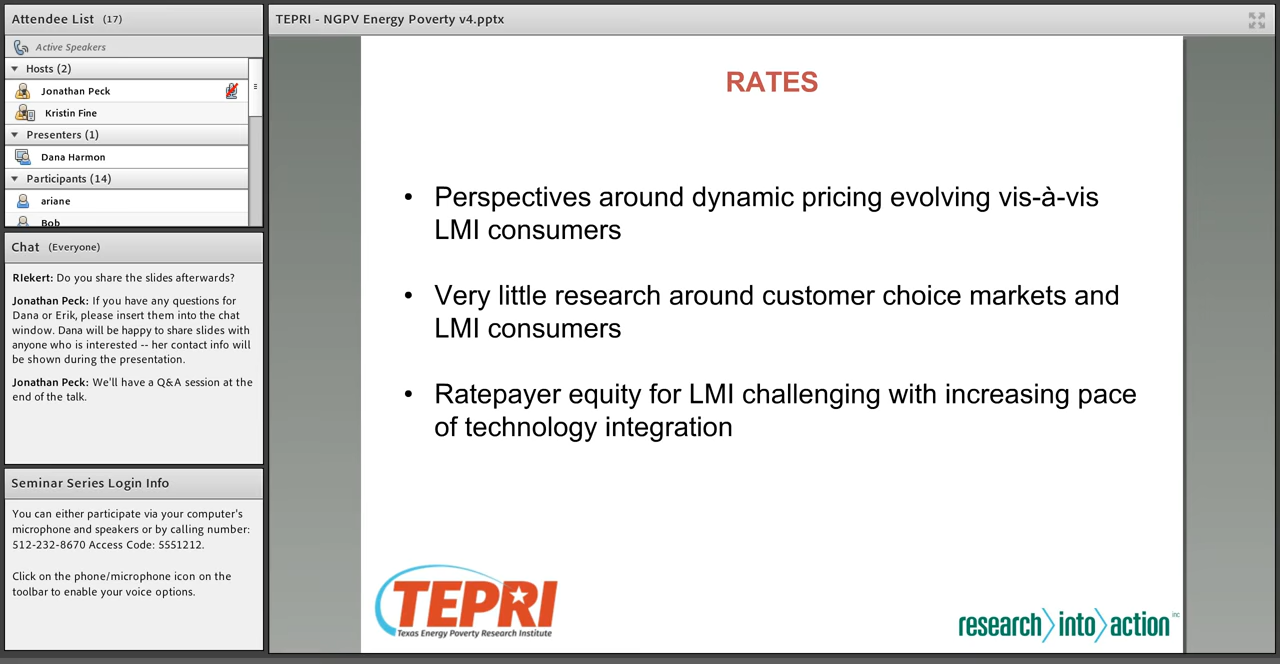 Attendee List (17)
Active Speakers
Hosts (2)
Jonathan Peck
Kristin Fine
Presenters (1)
Dana Harmon
Participants (14)
ariane
Bob
Chat (Everyone)
RIekert: Do you share the slides afterwards?
Jonathan Peck: If you have any questions for
Dana or Erik, please insert them into the chat
window. Dana will be happy to share slides with
anyone who is interested -- her contact info will
be shown during the presentation.
Jonathan Peck: We'll have a Q&A session at the
end of the talk.
Seminar Series Login Info
You can either participate via your computer's
microphone and speakers or by calling number:
512-232-8670 Access Code: 5551212.
Click on the phone/microphone icon on the
toolbar to enable your voice options.
TEPRI - NGPV Energy Poverty v4.pptx
RATES
• Perspectives around dynamic pricing evolving vis-à-vis
LMI consumers
• Very little research around customer choice markets and
LMI consumers
• Ratepayer equity for LMI challenging with increasing pace
of technology integration
TEPRI
Texas Energy Poverty Research Institute
research into action inc